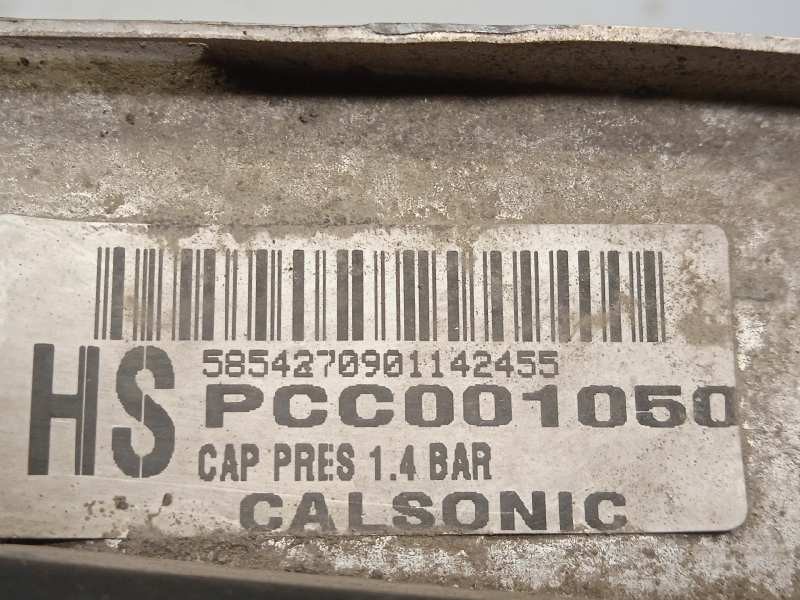 5854270901142455
HS
PCC001050
CAP PRES 1.4 BAR
CALSONIC